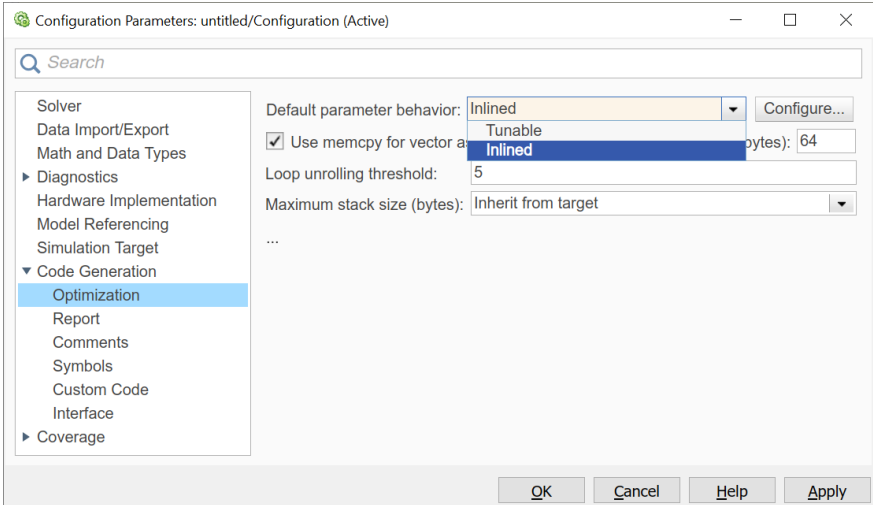 Configuration Parameters: untitled/Configuration (Active)
Search
Solver
Data Import/Export
Math and Data Types
Diagnostics
Hardware Implementation
Model Referencing
Simulation Target
Code Generation
Optimization
Report
Comments
Symbols
Custom Code
Interface
Coverage
Default parameter behavior: Inlined Configure...
Tunable
Inlined
Use memcpy for vector bytes): 64
Loop unrolling threshold: 5
Maximum stack size (bytes): Inherit from target
...
OK Cancel Help Apply